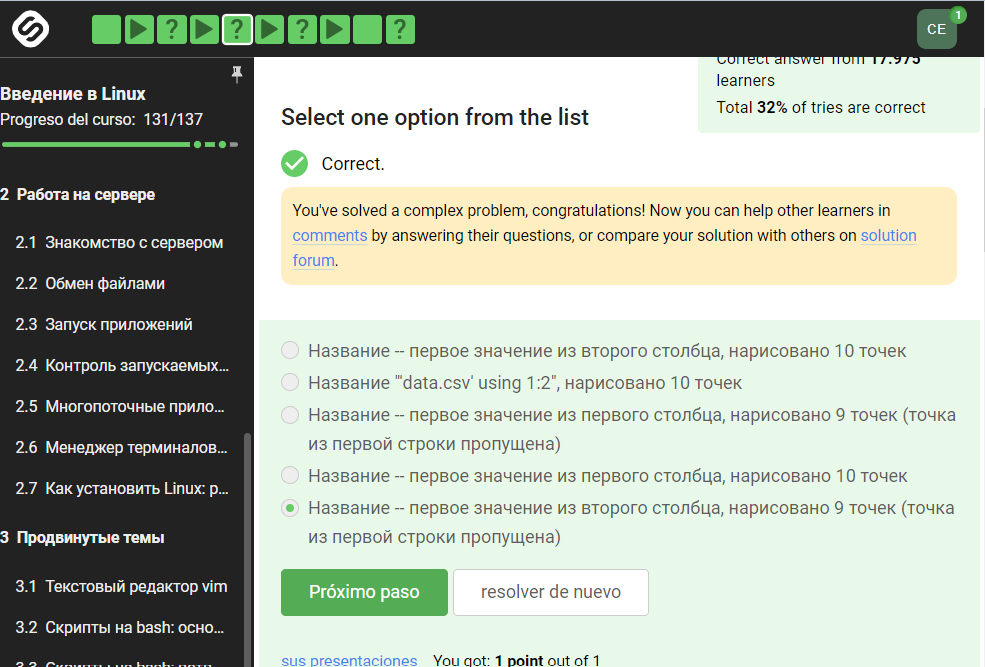 ? ? ? ?
CE
1
Введение в Linux
Progreso del curso: 131/137
2 Работа на сервере
2.1 Знакомство с сервером
2.2 Обмен файлами
2.3 Запуск приложений
2.4 Контроль запускаемых...
2.5 Многопоточные прило...
2.6 Менеджер терминалов...
2.7 Как установить Linux: р...
3 Продвинутые темы
3.1 Текстовый редактор vim
3.2 Скрипты на bash: осно...
Correct answer from 17.975
learners
Total 32% of tries are correct
Select one option from the list
Correct.
You've solved a complex problem, congratulations! Now you can help other learners in
comments by answering their questions, or compare your solution with others on solution
forum.
Название -- первое значение из второго столбца, нарисовано 10 точек
Название "'data.csv' using 1:2", нарисовано 10 точек
Название -- первое значение из первого столбца, нарисовано 9 точек (точка
из первой строки пропущена)
Название -- первое значение из первого столбца, нарисовано 10 точек
Название -- первое значение из второго столбца, нарисовано 9 точек (точка
из первой строки пропущена)
Próximo paso
resolver de nuevo
sus presentaciones You got: 1 point out of 1